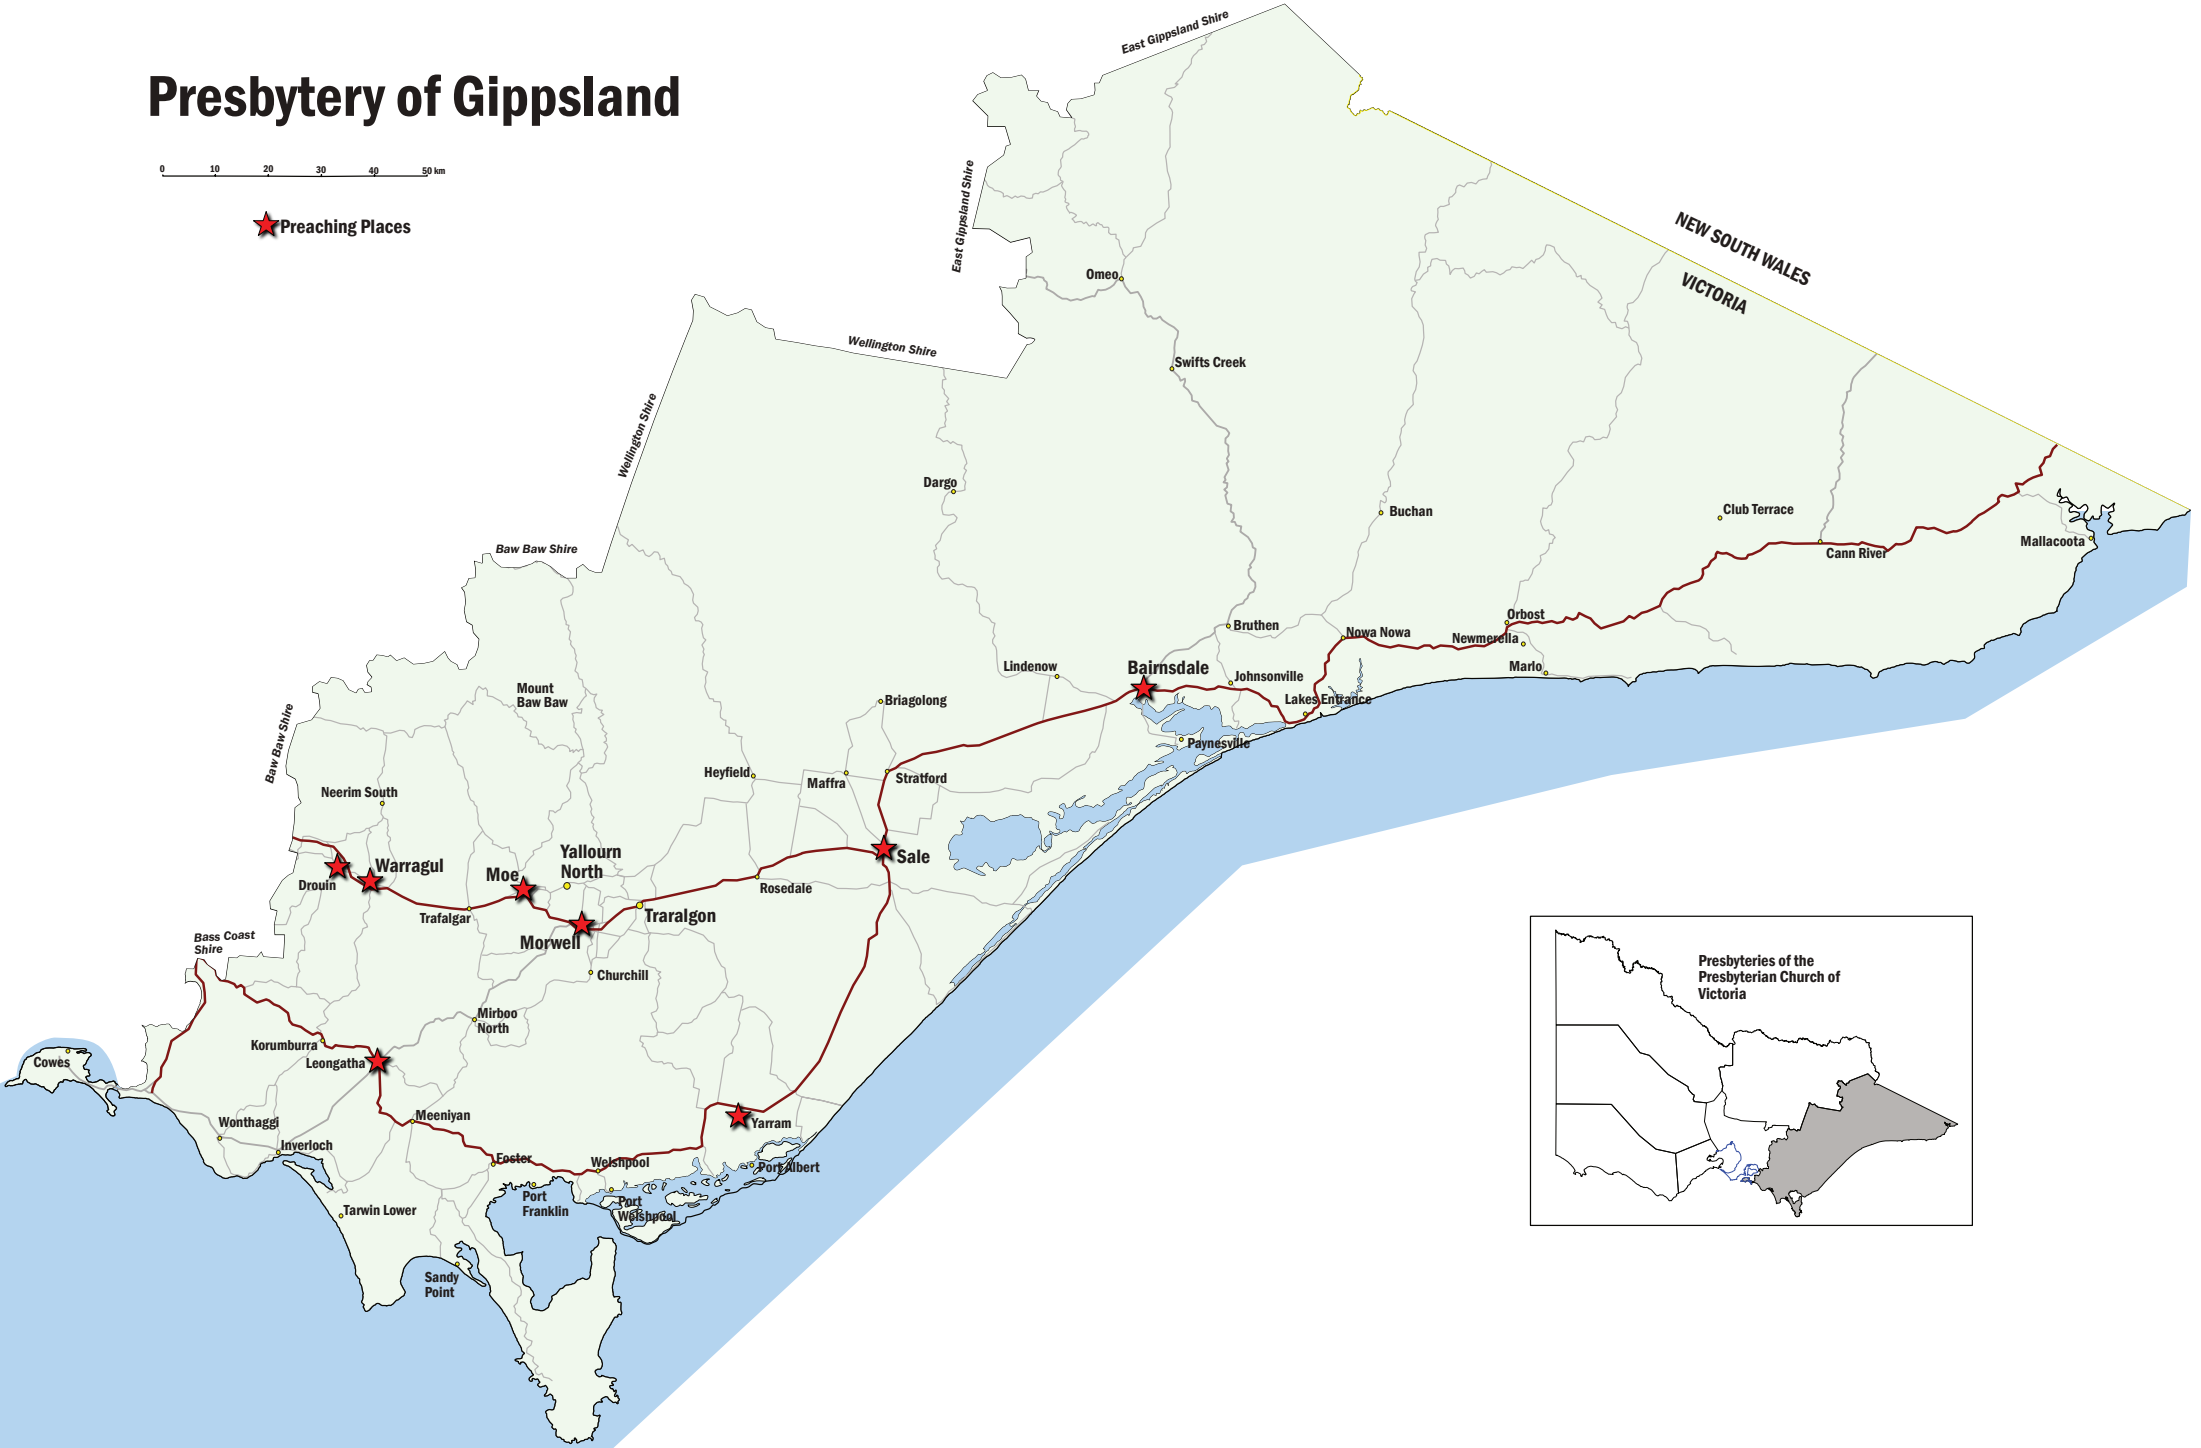 Presbytery of Gippsland
0 10 20 30 40 50 km
Preaching Places
East Gippsland Shire
East Gippsland Shire
NEW SOUTH WALES
VICTORIA
Omeo
Wellington Shire
Swifts Creek
Wellington Shire
Dargo
Buchan
Club Terrace
Cann River
Mallacoota
Baw Baw Shire
Orbost
Bruthen
Nowa Nowa
Newmerella
Lindenow
Bairnsdale
Marlo
Johnsonville
Mount
Baw Baw
Briagolong
Lakes Entrance
Baw Baw Shire
Paynesville
Heyfield
Maffra
Stratford
Neerim South
Yallourn
North
Sale
Warragul
Moe
Drouin
Rosedale
Trafalgar
Traralgon
Morwell
Bass Coast
Shire
Churchill
Presbyteries of the
Presbyterian Church of
Victoria
Mirboo
North
Korumburra
Leongatha
Cowes
Meeniyan
Wonthaggi
Yarram
Inverloch
Foster
Welshpool
Port Albert
Port
Franklin
Port
Welshpool
Tarwin Lower
Sandy
Point